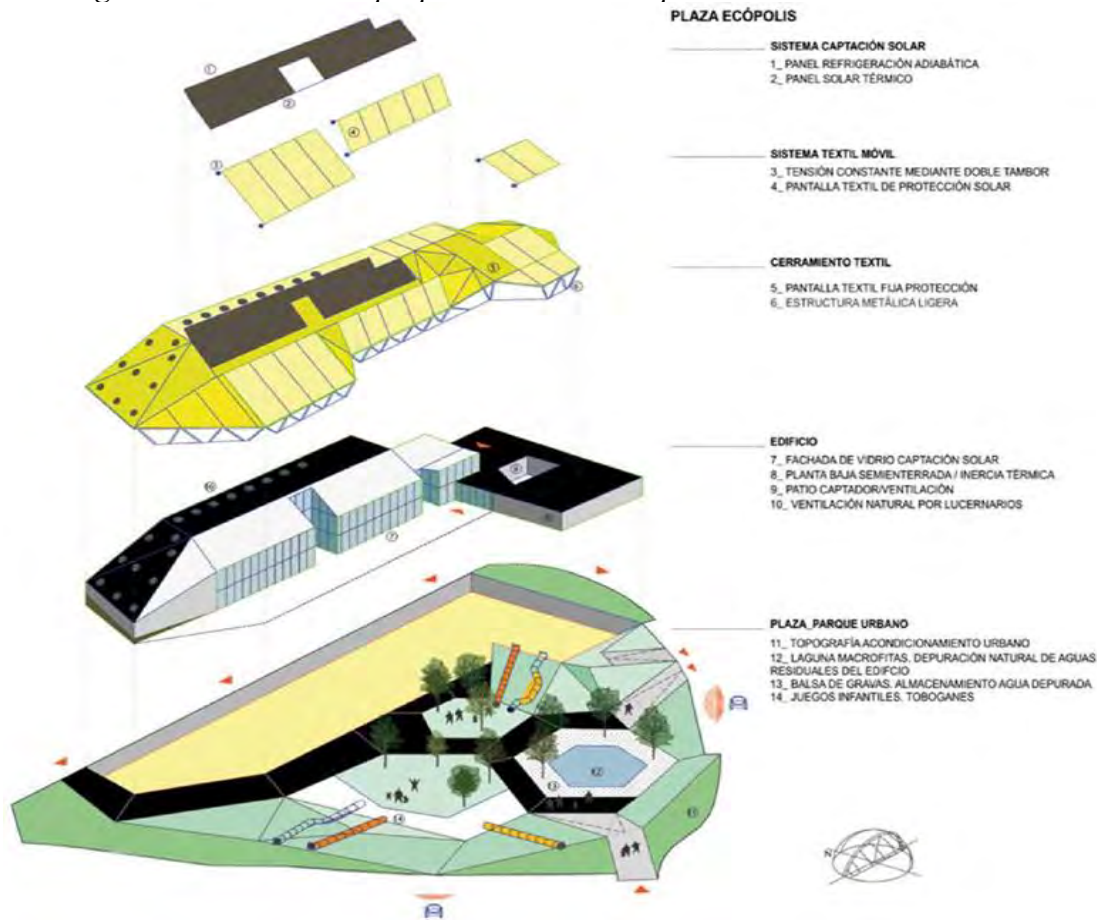 PLAZA ECÓPOLIS
SISTEMA CAPTACIÓN SOLAR
1_ PANEL REFRIGERACIÓN ADIABÁTICA
2_ PANEL SOLAR TÉRMICO
SISTEMA TEXTIL MÓVIL
3_ TENSIÓN CONSTANTE MEDIANTE DOBLE TAMBOR
4_ PANTALLA TEXTIL DE PROTECCIÓN SOLAR
CERRAMIENTO TEXTIL
5_ PANTALLA TEXTIL FIJA PROTECCIÓN
6_ ESTRUCTURA METÁLICA LIGERA
EDIFICIO
7_ FACHADA DE VIDRIO CAPTACIÓN SOLAR
8_ PLANTA BAJA SEMIENTERRADA / INERCIA TÉRMICA
9_ PATIO CAPTADOR/VENTILACIÓN
10_ VENTILACIÓN NATURAL POR LUCERNARIOS
PLAZA_PARQUE URBANO
11_ TOPOGRAFÍA ACONDICIONAMIENTO URBANO
12_ LAGUNA MACROFITAS. DEPURACIÓN NATURAL DE AGUAS
RESIDUALES DEL EDIFCIO
13_ BALSA DE GRAVAS. ALMACENAMIENTO AGUA DEPURADA
14_ JUEGOS INFANTILES. TOBOGANES
1
2
3
4
5
6
10
9
7
12
13
14
11
N